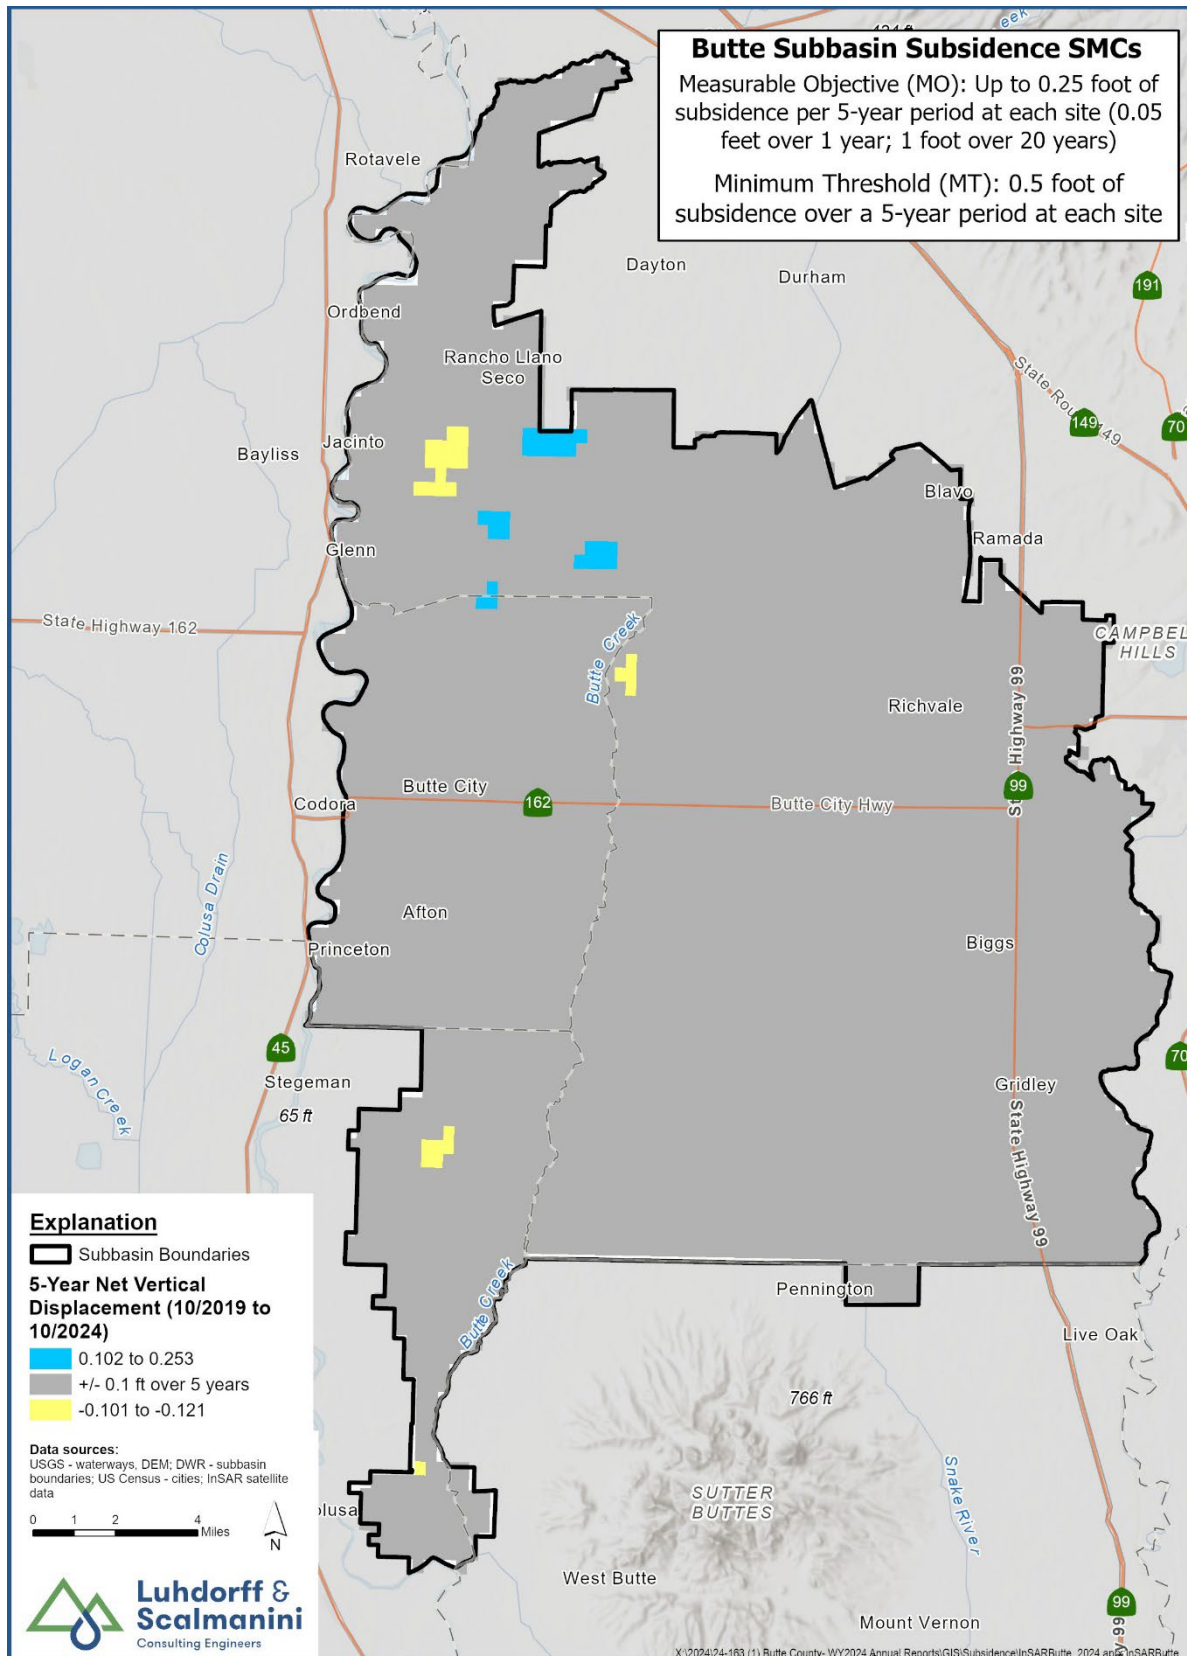 424 ft
eek
Butte Subbasin Subsidence SMCs
Measurable Objective (MO): Up to 0.25 foot of
subsidence per 5-year period at each site (0.05
feet over 1 year; 1 foot over 20 years)
Minimum Threshold (MT): 0.5 foot of
subsidence over a 5-year period at each site
Rotavele
Dayton
Durham
191
Ordbend
Rancho Llano
Seco
State Route 149
149
70
Jacinto
Bayliss
Blavo
Glenn
Ramada
State Highway 162
CAMPBEL
HILLS
Butte Creek
Richvale
State Highway 99
Butte City
99
Codora
162
Butte City Hwy
Colusa Drain
Afton
Princeton
Biggs
45
70
Logan Creek
Stegeman
65 ft
Gridley
State Highway 99
Explanation
Subbasin Boundaries
5-Year Net Vertical
Displacement (10/2019 to
10/2024)
0.102 to 0.253
+/- 0.1 ft over 5 years
-0.101 to -0.121
Butte Creek
Pennington
Live Oak
766 ft
Data sources:
USGS - waterways, DEM; DWR - subbasin
boundaries; US Census - cities; InSAR satellite
data
0 1 2 4
Miles
N
olusa
SUTTER
BUTTES
Snake River
West Butte
Luhdorff &
Scalmanini
Consulting Engineers
99
Mount Vernon
y 99